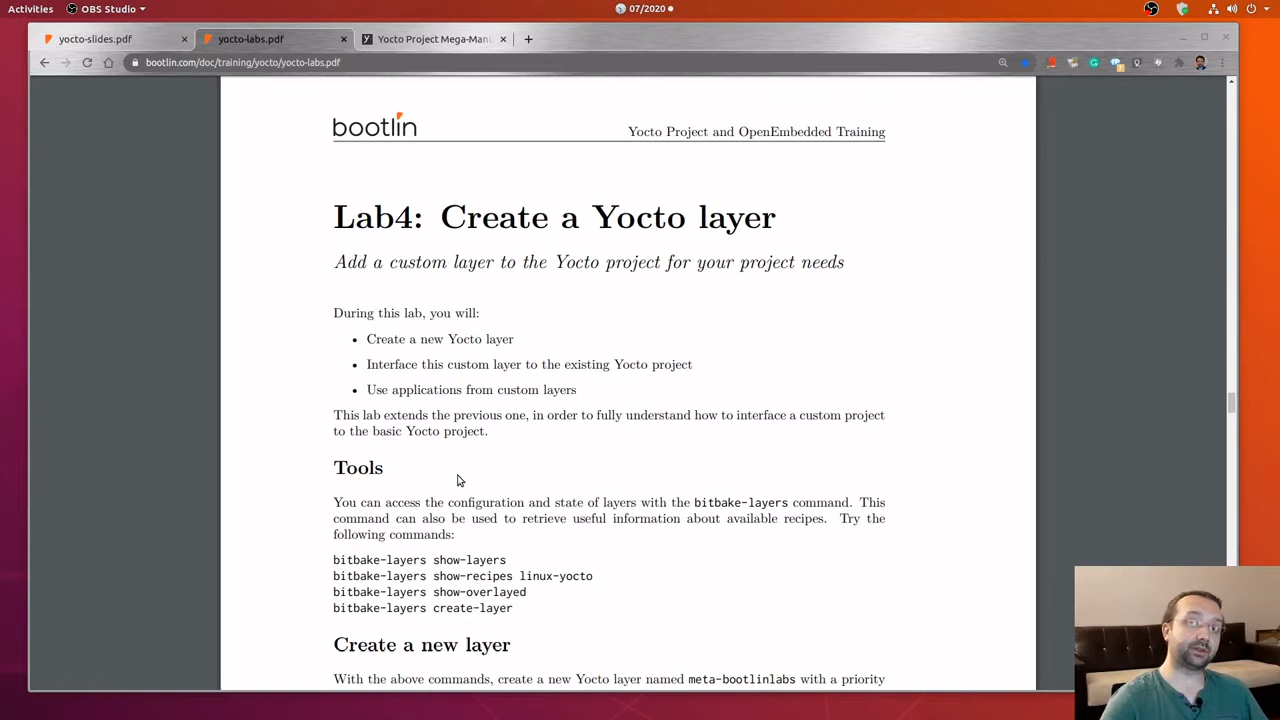 Activities
OBS Studio
07/2020
yocto-slides.pdf
yocto-labs.pdf
Yocto Project Mega-Manu
bootlin.com/doc/training/yocto/yocto-labs.pdf
bootlin
Yocto Project and OpenEmbedded Training
Lab4: Create a Yocto layer
Add a custom layer to the Yocto project for your project needs
During this lab, you will:
• Create a new Yocto layer
• Interface this custom layer to the existing Yocto project
• Use applications from custom layers
This lab extends the previous one, in order to fully understand how to interface a custom project
to the basic Yocto project.
Tools
You can access the configuration and state of layers with the bitbake-layers command. This
command can also be used to retrieve useful information about available recipes. Try the
following commands:
bitbake-layers show-layers
bitbake-layers show-recipes linux-yocto
bitbake-layers show-overlayed
bitbake-layers create-layer
Create a new layer
With the above commands, create a new Yocto layer named meta-bootlinlabs with a priority